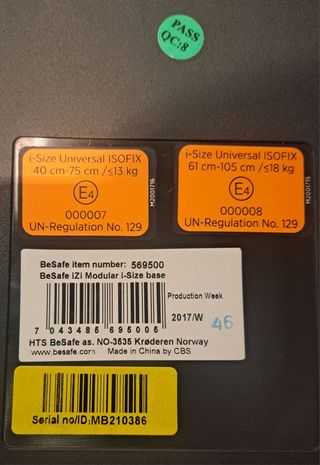 PASS
QC:8
i-Size Universal ISOFIX
40 cm-75 cm /≤13 kg
E4
000007
UN-Regulation No. 129
M2001716
i-Size Universal ISOFIX
61 cm-105 cm /≤18 kg
E4
000008
UN-Regulation No. 129
M2001715
BeSafe item number: 569500
BeSafe iZi Modular i-Size base
Production Week
2017/W 46
7 043485 695005
HTS BeSafe as. NO-3535 Krøderen Norway
www.besafe.com Made in China by CBS
Serial no/ID:MB210386